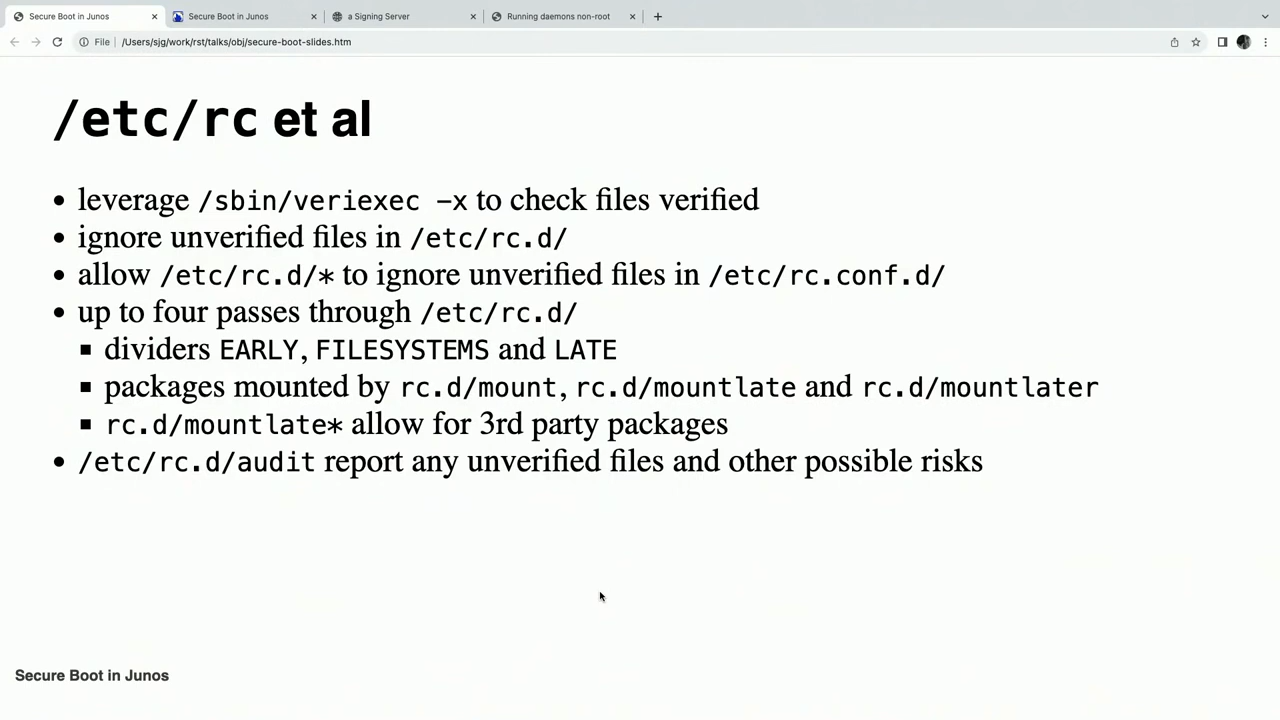 Secure Boot in Junos
Secure Boot in Junos
a Signing Server
Running daemons non-root
File
/Users/sjg/work/rst/talks/obj/secure-boot-slides.htm
/etc/rc et al
• leverage /sbin/veriexec -x to check files verified
• ignore unverified files in /etc/rc.d/
• allow /etc/rc.d/* to ignore unverified files in /etc/rc.conf.d/
• up to four passes through /etc/rc.d/
▪ dividers EARLY, FILESYSTEMS and LATE
▪ packages mounted by rc.d/mount, rc.d/mountlate and rc.d/mountlater
▪ rc.d/mountlate* allow for 3rd party packages
• /etc/rc.d/audit report any unverified files and other possible risks
Secure Boot in Junos